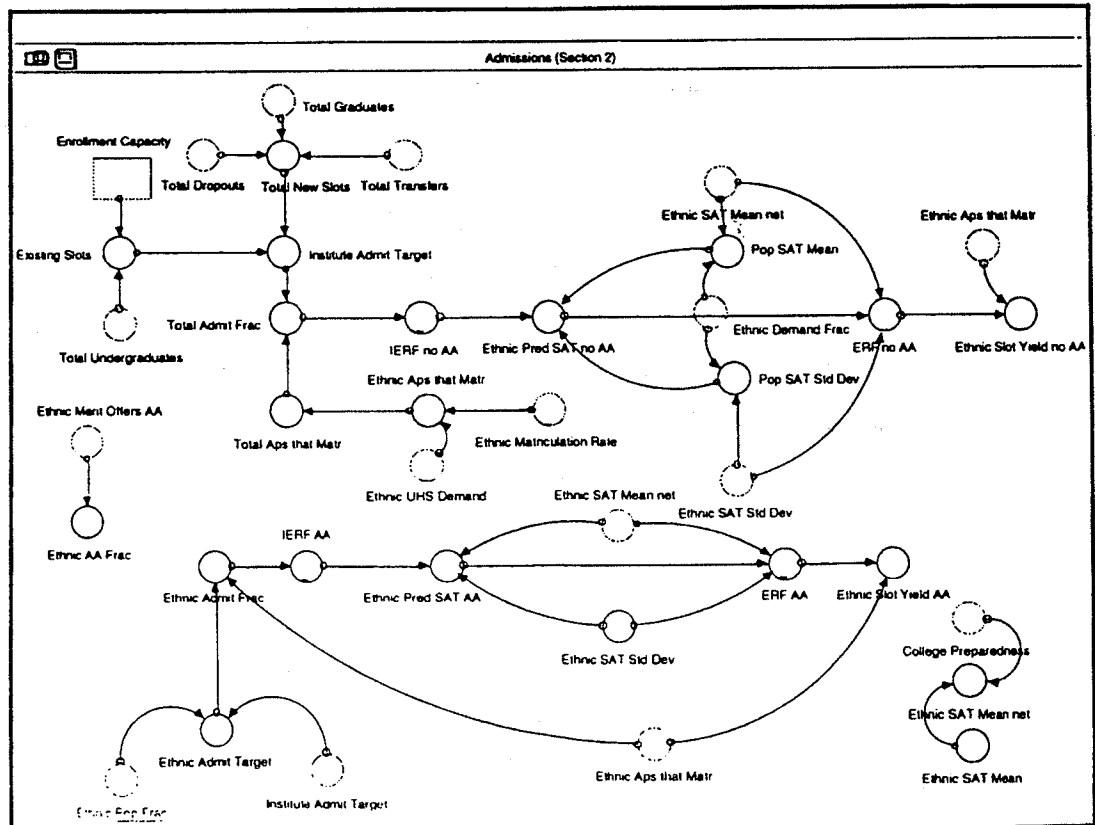 Admissions (Section 2)
Total Graduates
Enrollment Capacity
Total Dropouts
Total New Slots
Total Transfers
Ethnic SAT Mean net
Ethnic Aps that Matr
Existing Slots
Institute Admit Target
Pop SAT Mean
Total Admit Frac
Ethnic Demand Frac
Total Undergraduates
IERF no AA
Ethnic Pred SAT no AA
ERF no AA
Ethnic Slot Yield no AA
Ethnic Aps that Matr
Pop SAT Std Dev
Ethnic Merit Offers AA
Total Aps that Matr
Ethnic Matriculation Rate
Ethnic UHS Demand
Ethnic SAT Mean net
Ethnic SAT Std Dev
Ethnic AA Frac
IERF AA
Ethnic Admit Frac
Ethnic Pred SAT AA
ERF AA
Ethnic Slot Yield AA
Ethnic SAT Std Dev
College Preparedness
Ethnic SAT Mean net
Ethnic Admit Target
Ethnic Aps that Matr
Ethnic SAT Mean
Institute Admit Target
Ethnic Pop Frac